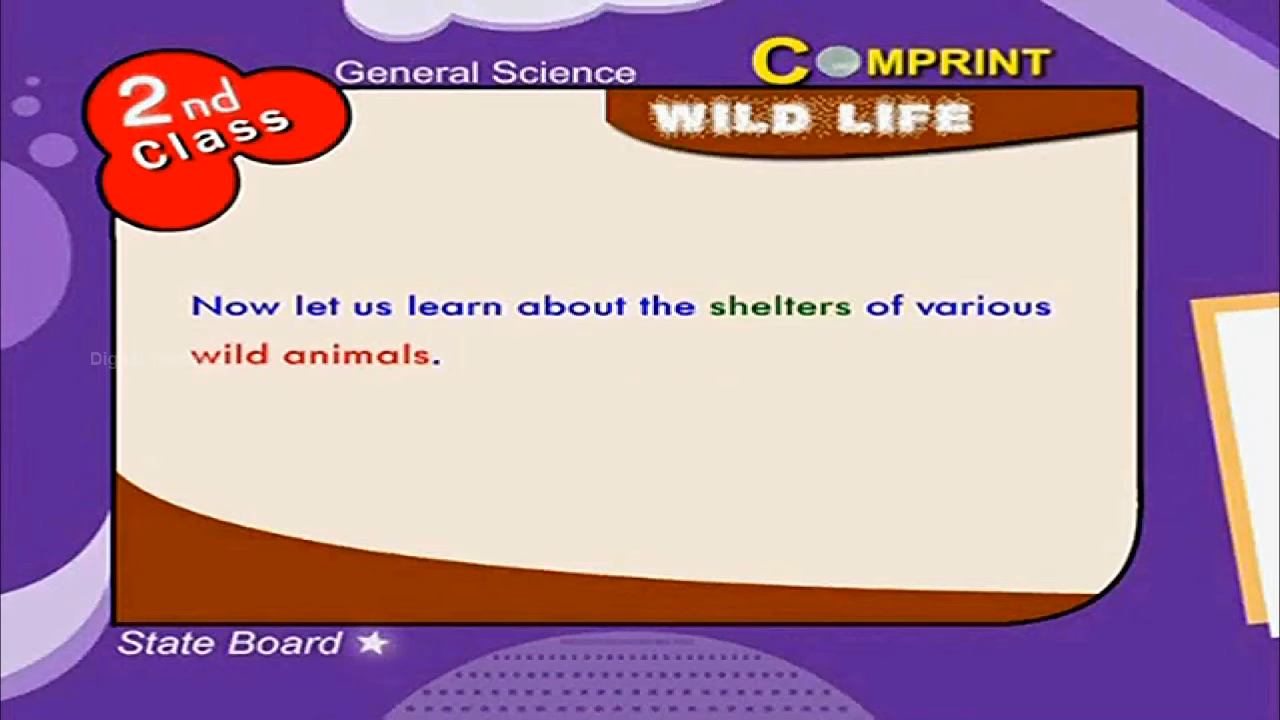 General Science
COMPRINT
2nd
Class
WILD LIFE
Now let us learn about the shelters of various
wild animals.
State Board